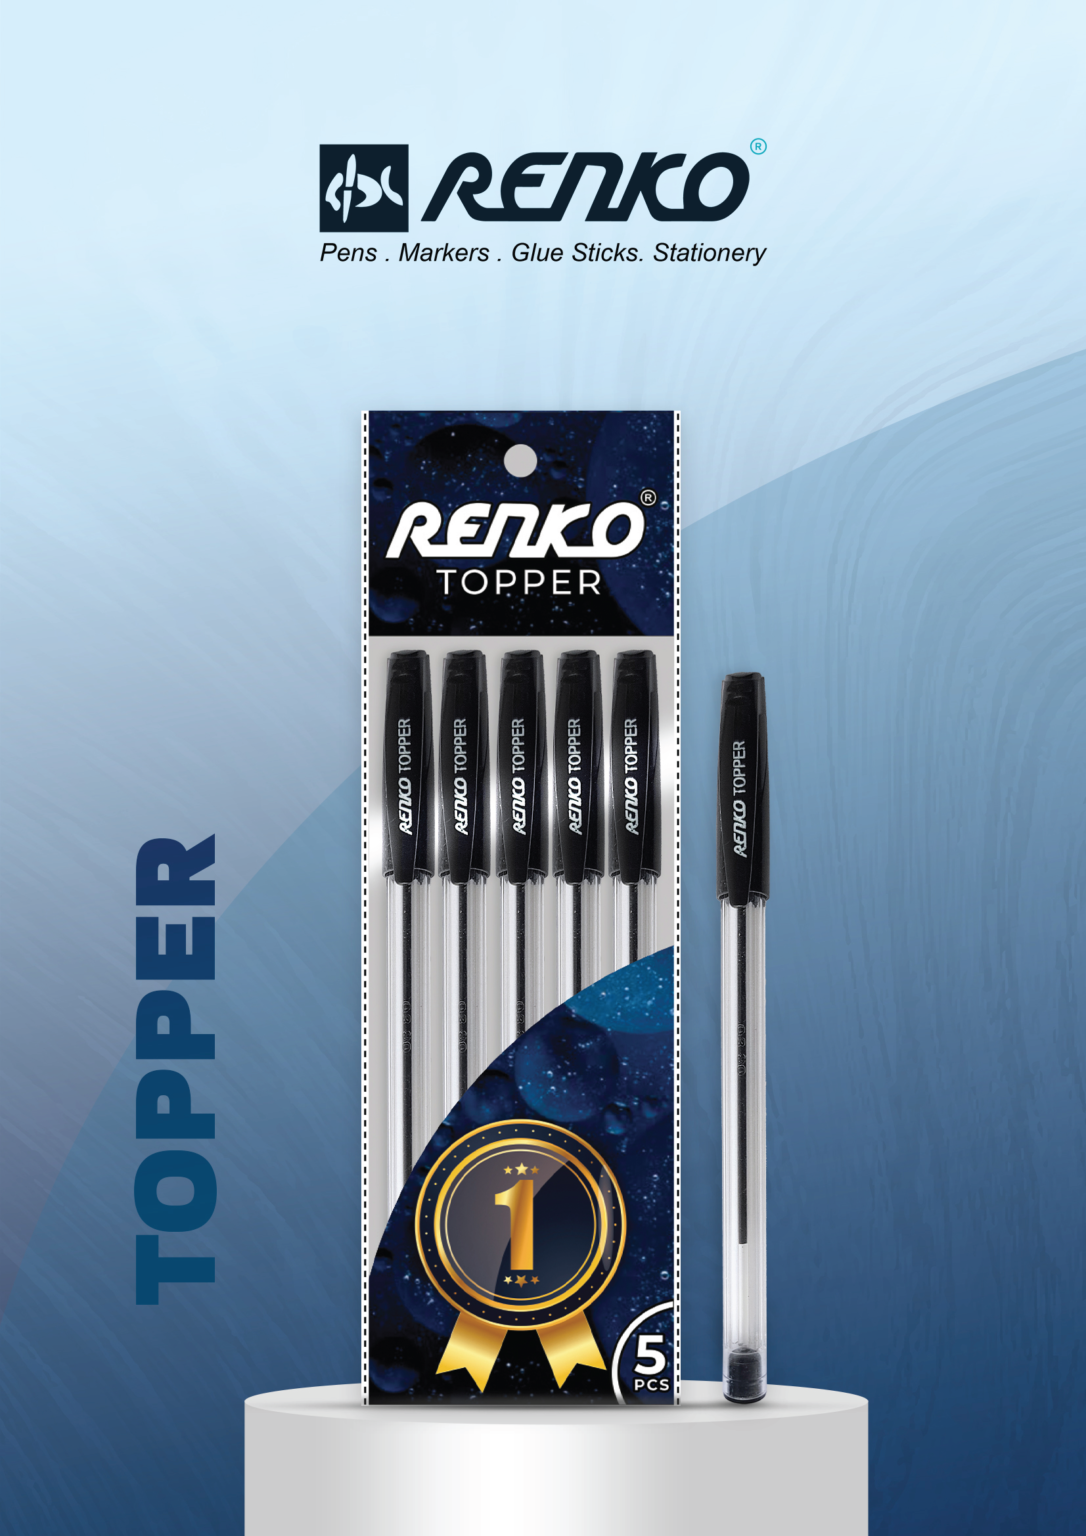 RENKO®
Pens . Markers . Glue Sticks. Stationery
RENKO®
TOPPER
RENKO TOPPER
RENKO TOPPER
RENKO TOPPER
RENKO TOPPER
RENKO TOPPER
RENKO TOPPER
TOPPER
1
5
PCS